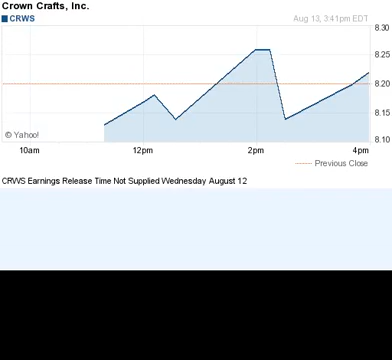 Crown Crafts, Inc.
CRWS Aug 13, 3:41pm EDT
8.30
8.25
8.20
8.15
8.10
© Yahoo!
10am 12pm 2pm 4pm
Previous Close
CRWS Earnings Release Time Not Supplied Wednesday August 12